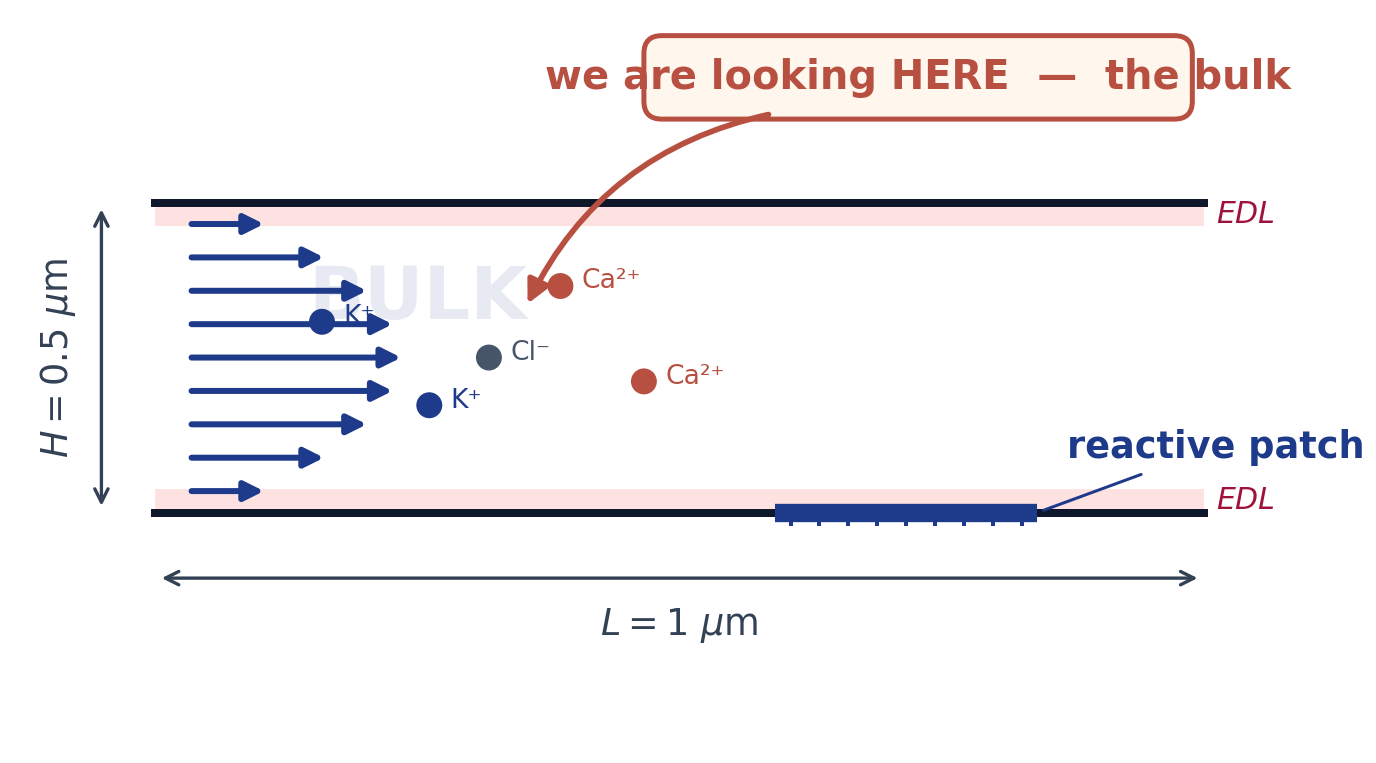 we are looking HERE — the bulk
EDL
BULK
Ca²⁺
K⁺
Cl⁻
Ca²⁺
K⁺
H = 0.5 μm
reactive patch
EDL
L = 1 μm